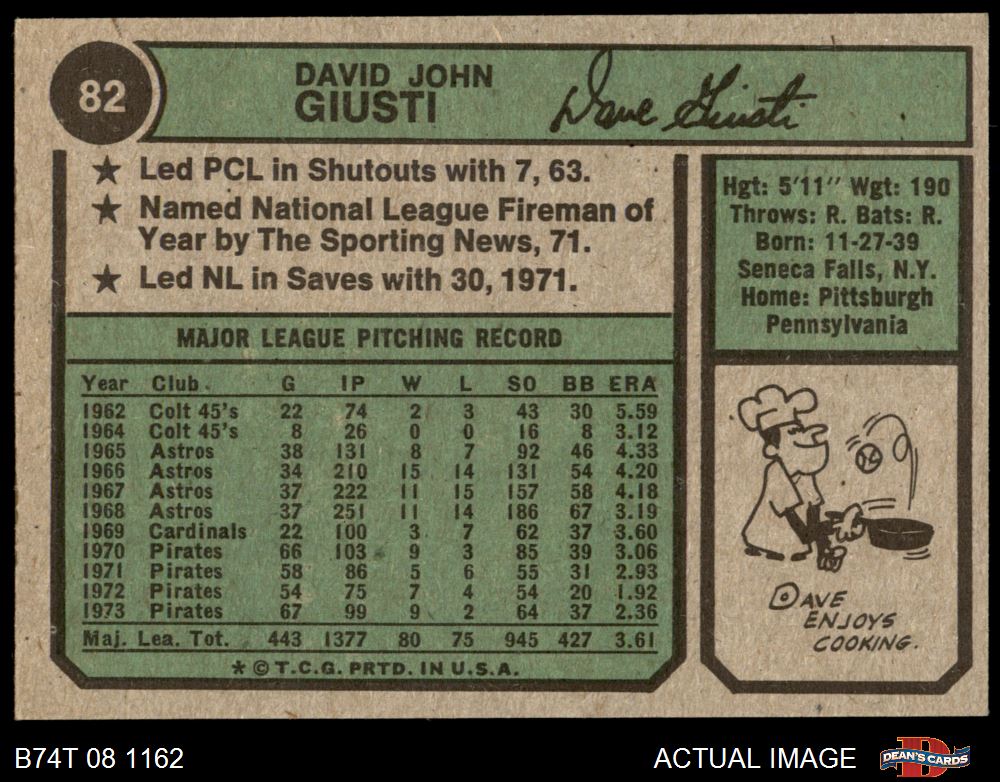 82
DAVID JOHN
GIUSTI
Dave Giusti
★ Led PCL in Shutouts with 7, 63.
★ Named National League Fireman of
Year by The Sporting News, 71.
★ Led NL in Saves with 30, 1971.
Hgt: 5'11" Wgt: 190
Throws: R. Bats: R.
Born: 11-27-39
Seneca Falls, N.Y.
Home: Pittsburgh
Pennsylvania
MAJOR LEAGUE PITCHING RECORD
Year Club. G IP W L SO BB ERA
1962 Colt 45's 22 74 2 3 43 30 5.59
1964 Colt 45's 8 26 0 0 16 8 3.12
1965 Astros 38 131 8 7 92 46 4.33
1966 Astros 34 210 15 14 131 54 4.20
1967 Astros 37 222 11 15 157 58 4.18
1968 Astros 37 251 11 14 186 67 3.19
1969 Cardinals 22 100 3 7 62 37 3.60
1970 Pirates 66 103 9 3 85 39 3.06
1971 Pirates 58 86 5 6 55 31 2.93
1972 Pirates 54 75 7 4 54 20 1.92
1973 Pirates 67 99 9 2 64 37 2.36
Maj. Lea. Tot. 443 1377 80 75 945 427 3.61
* © T.C.G. PRTD. IN U.S.A.
DAVE
ENJOYS
COOKING.
B74T 08 1162
ACTUAL IMAGE
DEAN'S CARDS